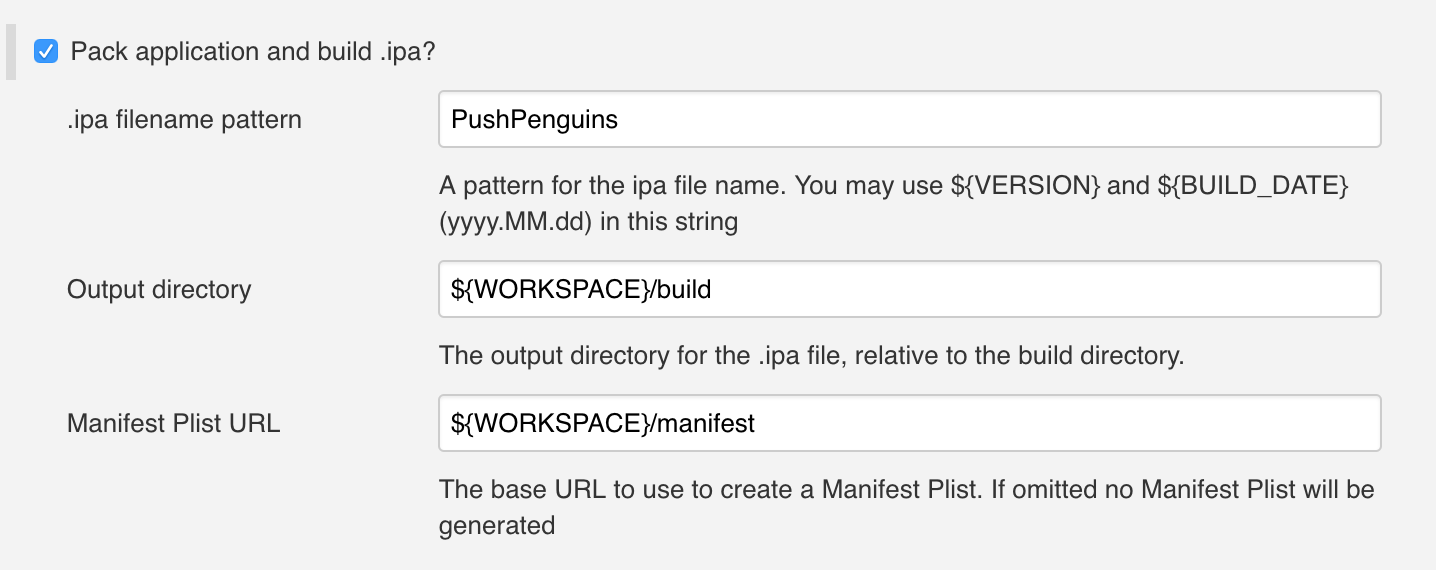 Pack application and build .ipa?
.ipa filename pattern
PushPenguins
A pattern for the ipa file name. You may use ${VERSION} and ${BUILD_DATE}
(yyyy.MM.dd) in this string
Output directory
${WORKSPACE}/build
The output directory for the .ipa file, relative to the build directory.
Manifest Plist URL
${WORKSPACE}/manifest
The base URL to use to create a Manifest Plist. If omitted no Manifest Plist will be
generated